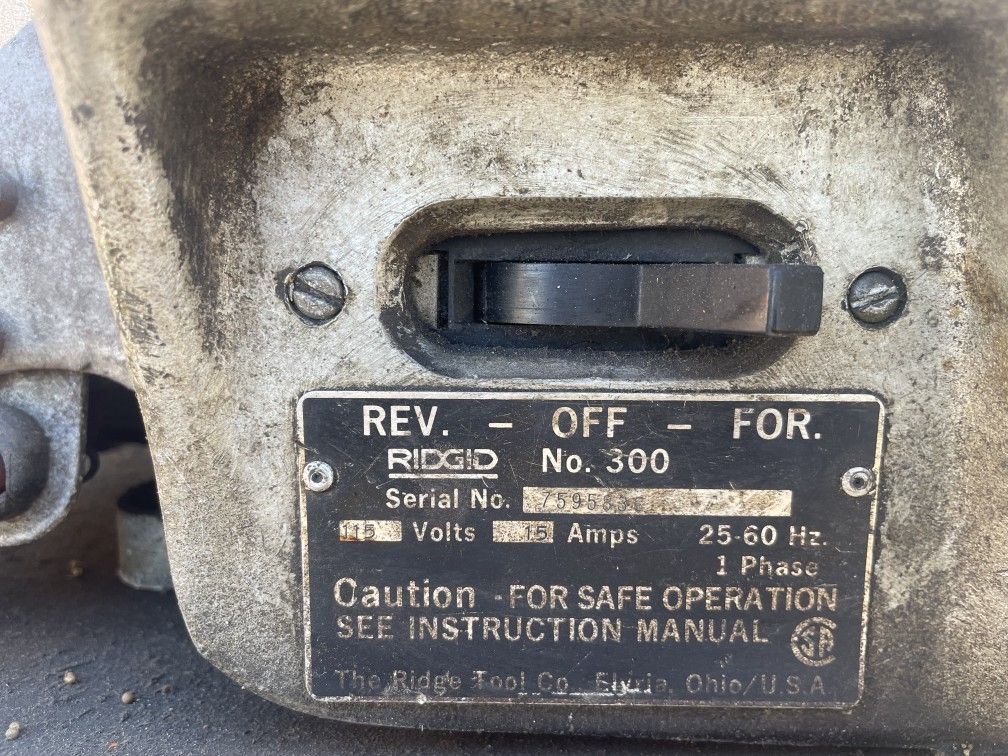 REV. - OFF - FOR.
RIDGID No. 300
Serial No.
115 Volts 15 Amps 25-60 Hz.
1 Phase
Caution - FOR SAFE OPERATION
SEE INSTRUCTION MANUAL
The Ridge Tool Co. Elyria, Ohio/U.S.A.